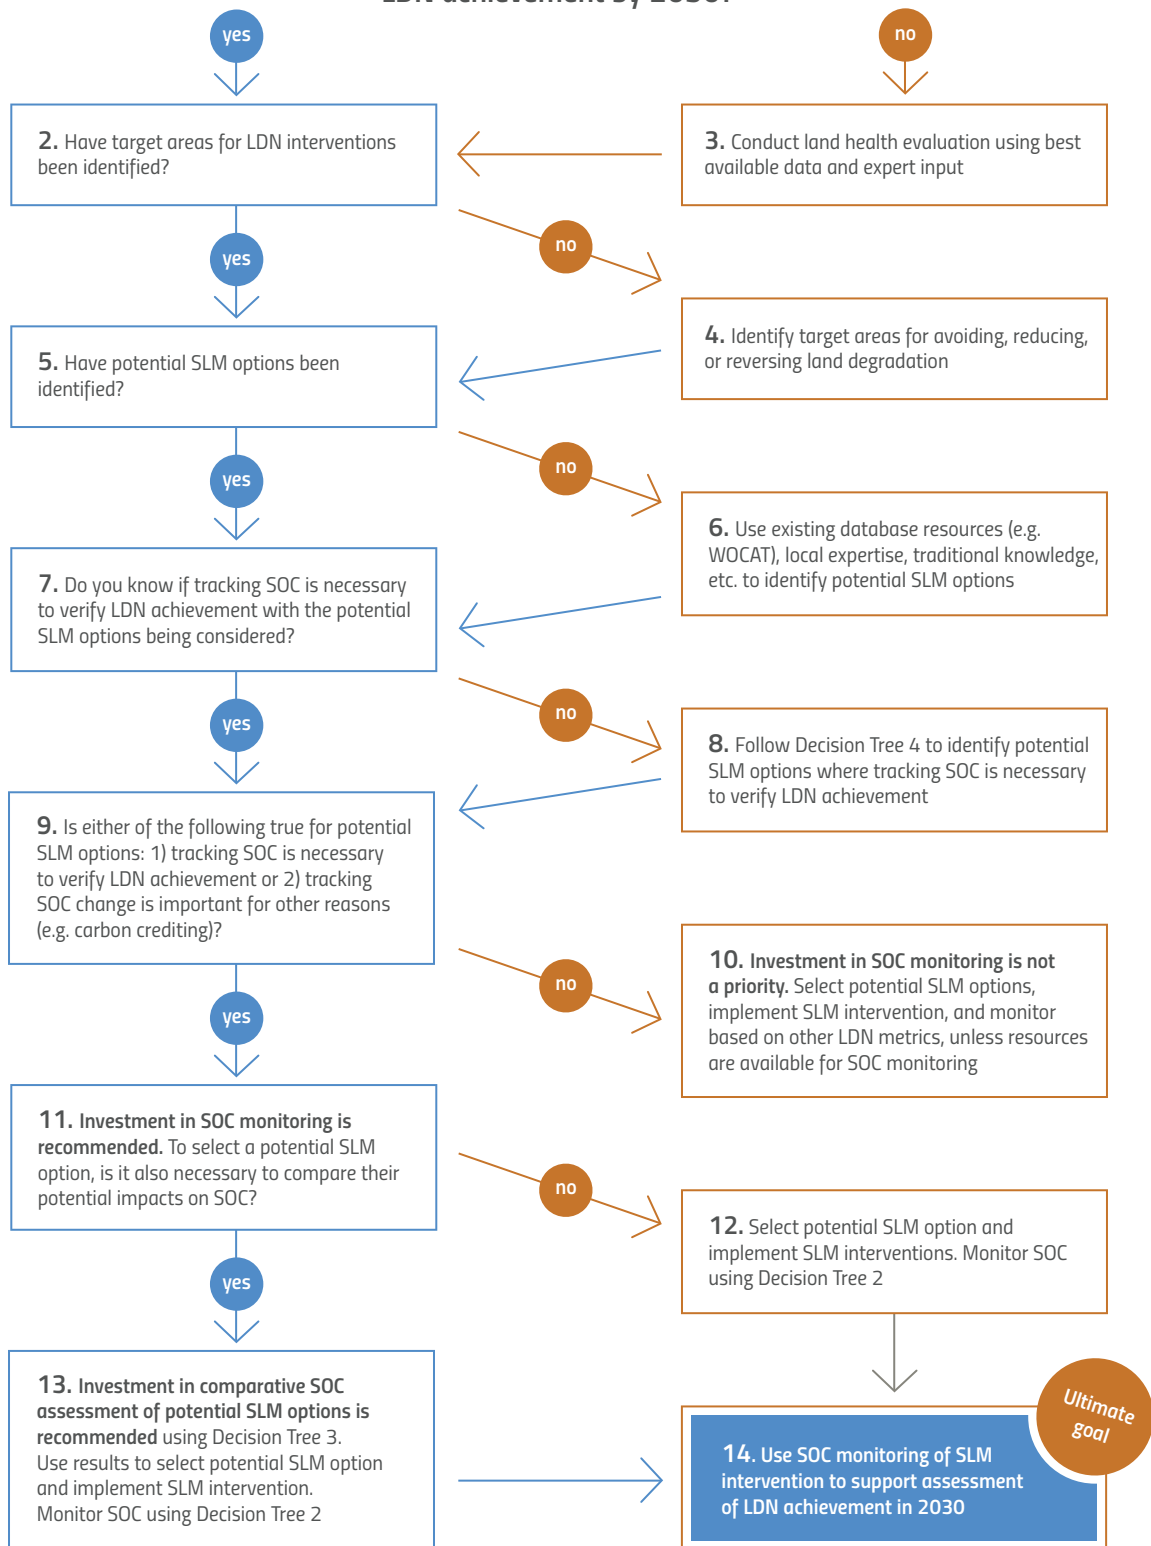 LDN achievement by 2030?
yes
no
2. Have target areas for LDN interventions
been identified?
3. Conduct land health evaluation using best
available data and expert input
yes
no
4. Identify target areas for avoiding, reducing,
or reversing land degradation
5. Have potential SLM options been
identified?
yes
no
6. Use existing database resources (e.g.
WOCAT), local expertise, traditional knowledge,
etc. to identify potential SLM options
7. Do you know if tracking SOC is necessary
to verify LDN achievement with the potential
SLM options being considered?
yes
no
8. Follow Decision Tree 4 to identify potential
SLM options where tracking SOC is necessary
to verify LDN achievement
9. Is either of the following true for potential
SLM options: 1) tracking SOC is necessary
to verify LDN achievement or 2) tracking
SOC change is important for other reasons
(e.g. carbon crediting)?
yes
no
10. Investment in SOC monitoring is not
a priority. Select potential SLM options,
implement SLM intervention, and monitor
based on other LDN metrics, unless resources
are available for SOC monitoring
11. Investment in SOC monitoring is
recommended. To select a potential SLM
option, is it also necessary to compare their
potential impacts on SOC?
yes
no
12. Select potential SLM option and
implement SLM interventions. Monitor SOC
using Decision Tree 2
13. Investment in comparative SOC
assessment of potential SLM options is
recommended using Decision Tree 3.
Use results to select potential SLM option
and implement SLM intervention.
Monitor SOC using Decision Tree 2
Ultimate
goal
14. Use SOC monitoring of SLM
intervention to support assessment
of LDN achievement in 2030